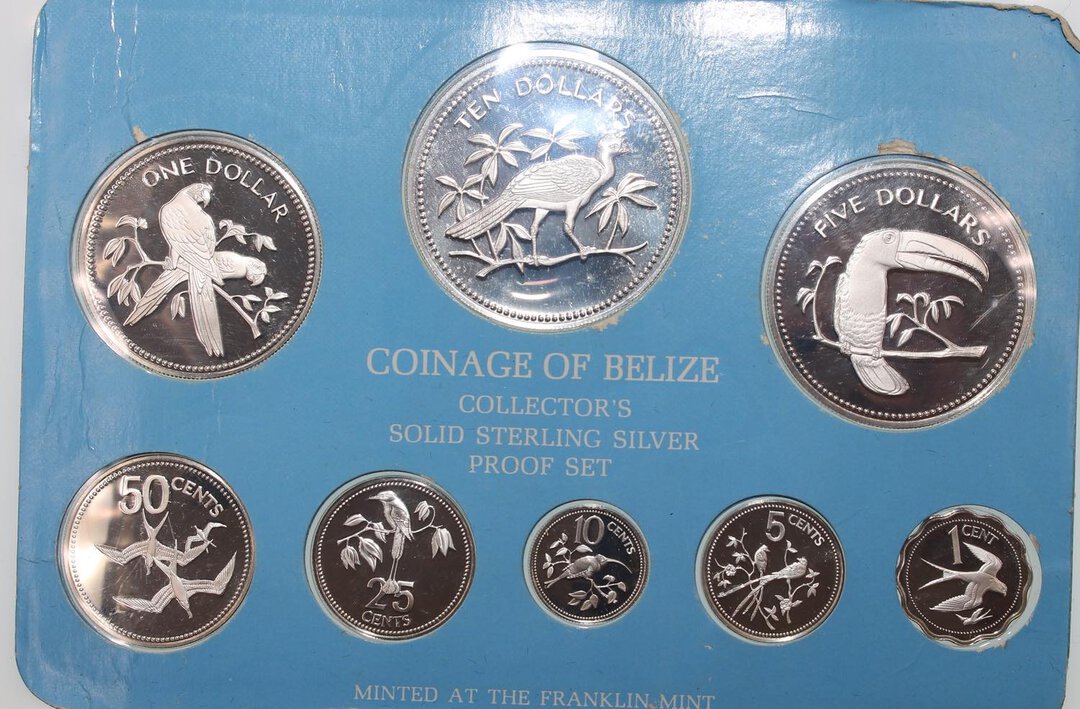 TEN DOLLARS
ONE DOLLAR
FIVE DOLLARS
COINAGE OF BELIZE
COLLECTOR'S
SOLID STERLING SILVER
PROOF SET
50 CENTS
25
CENTS
10 CENTS
5 CENTS
1 CENT
MINTED AT THE FRANKLIN MINT